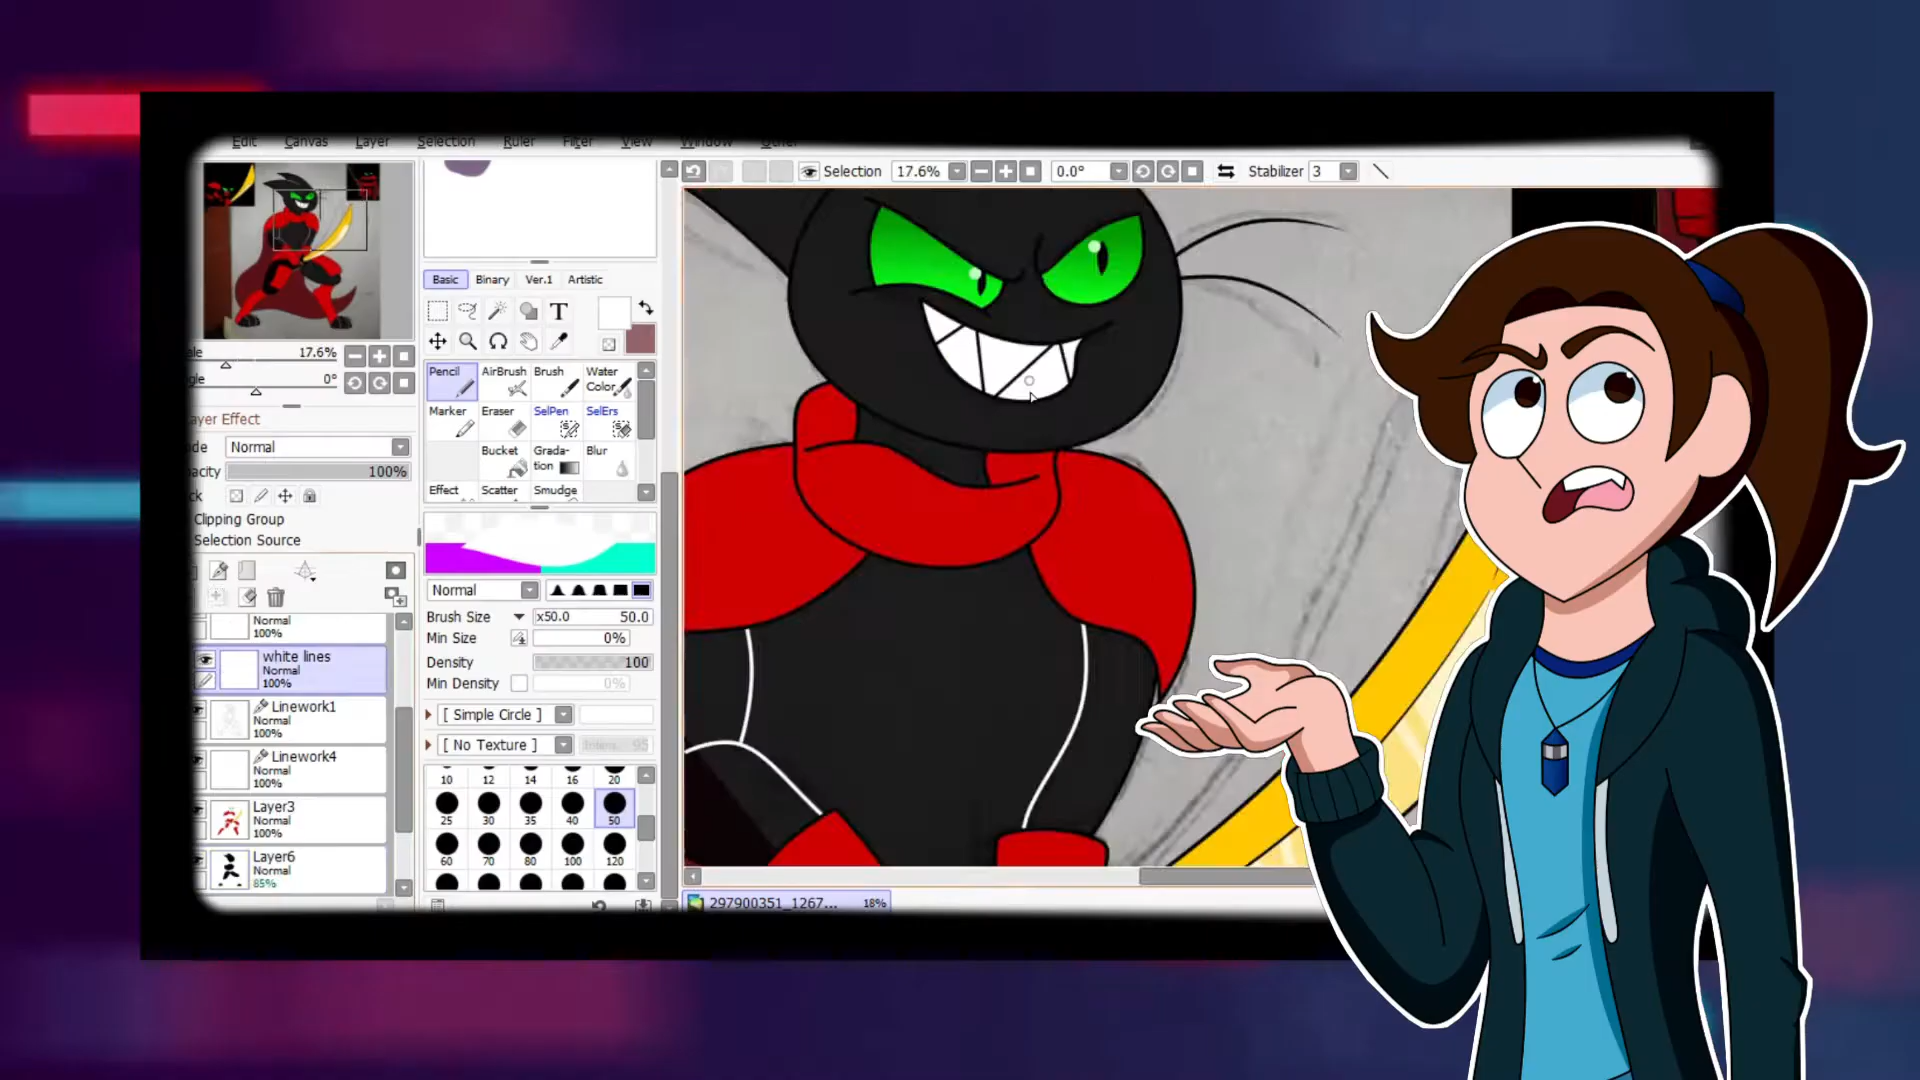 Edit Canvas Layer Selection Ruler Filter View Window Other
Selection 17.6% 0.0° Stabilizer 3
17.6%
0°
Layer Effect
Normal
100%
Clipping Group
Selection Source
Normal
100%
white lines
Normal
100%
Linework1
Normal
100%
Linework4
Normal
100%
Layer3
Normal
100%
Layer6
Normal
85%
Basic Binary Ver.1 Artistic
T
Pencil AirBrush Brush Water Color
Marker Eraser SelPen SelErs
Bucket Grada-tion Blur
Effect Scatter Smudge
Normal
Brush Size x50.0 50.0
Min Size 0%
Density 100
Min Density 0%
[ Simple Circle ]
[ No Texture ] 95
10 12 14 16 20
25 30 35 40 50
60 70 80 100 120
297900351_1267... 18%